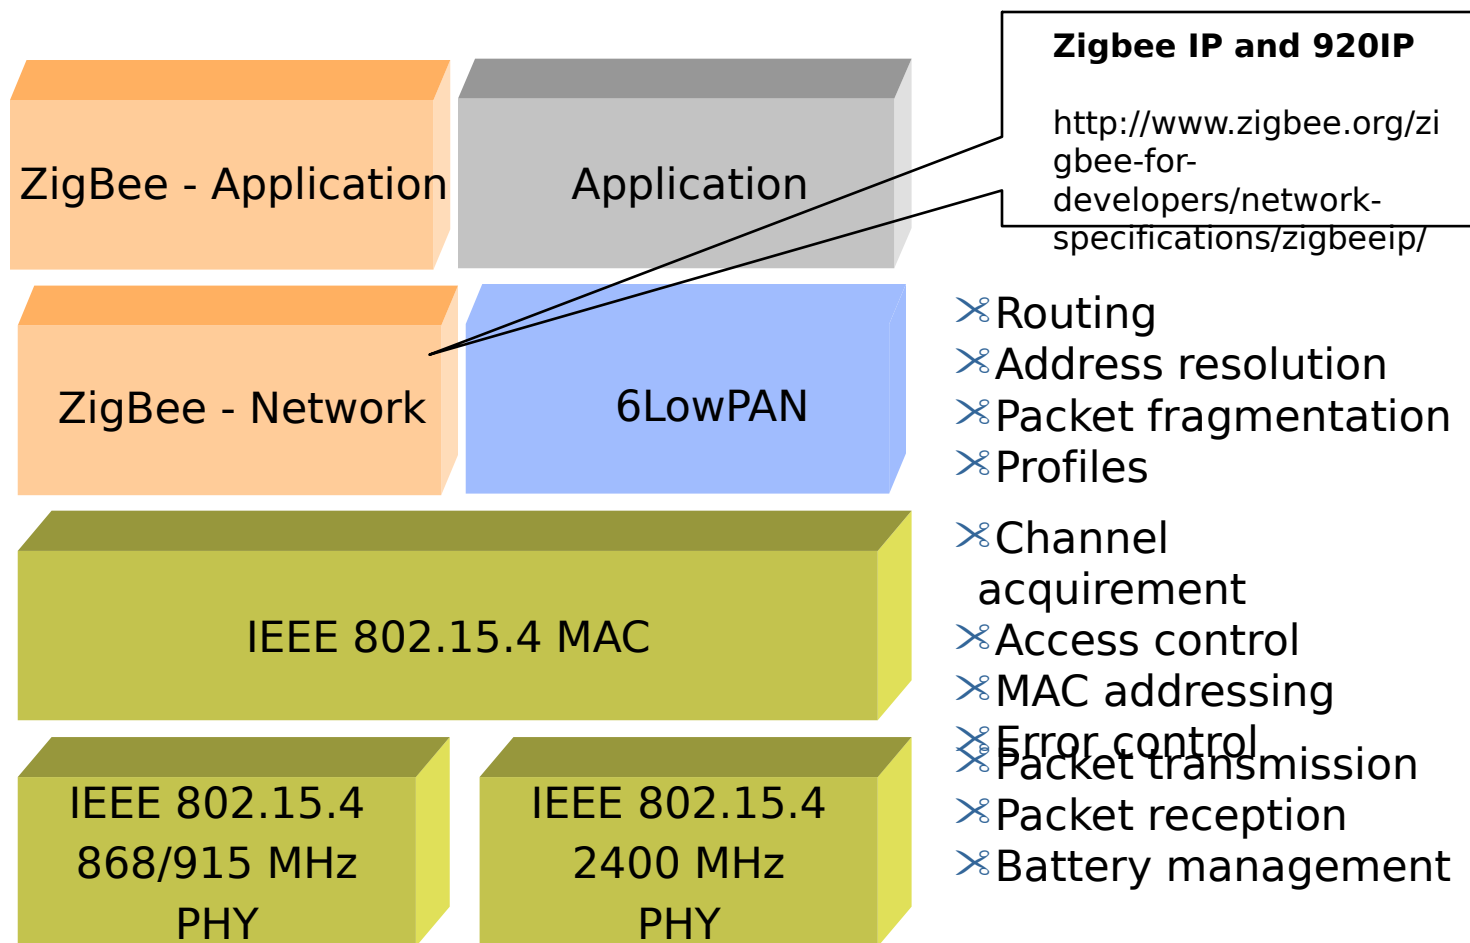 Zigbee IP and 920IP
http://www.zigbee.org/zi
gbee-for-
developers/network-
specifications/zigbeeip/
ZigBee - Application
Application
ZigBee - Network
6LowPAN
Routing
Address resolution
Packet fragmentation
Profiles
IEEE 802.15.4 MAC
Channel
acquirement
Access control
MAC addressing
Error control
IEEE 802.15.4
868/915 MHz
PHY
IEEE 802.15.4
2400 MHz
PHY
Packet transmission
Packet reception
Battery management